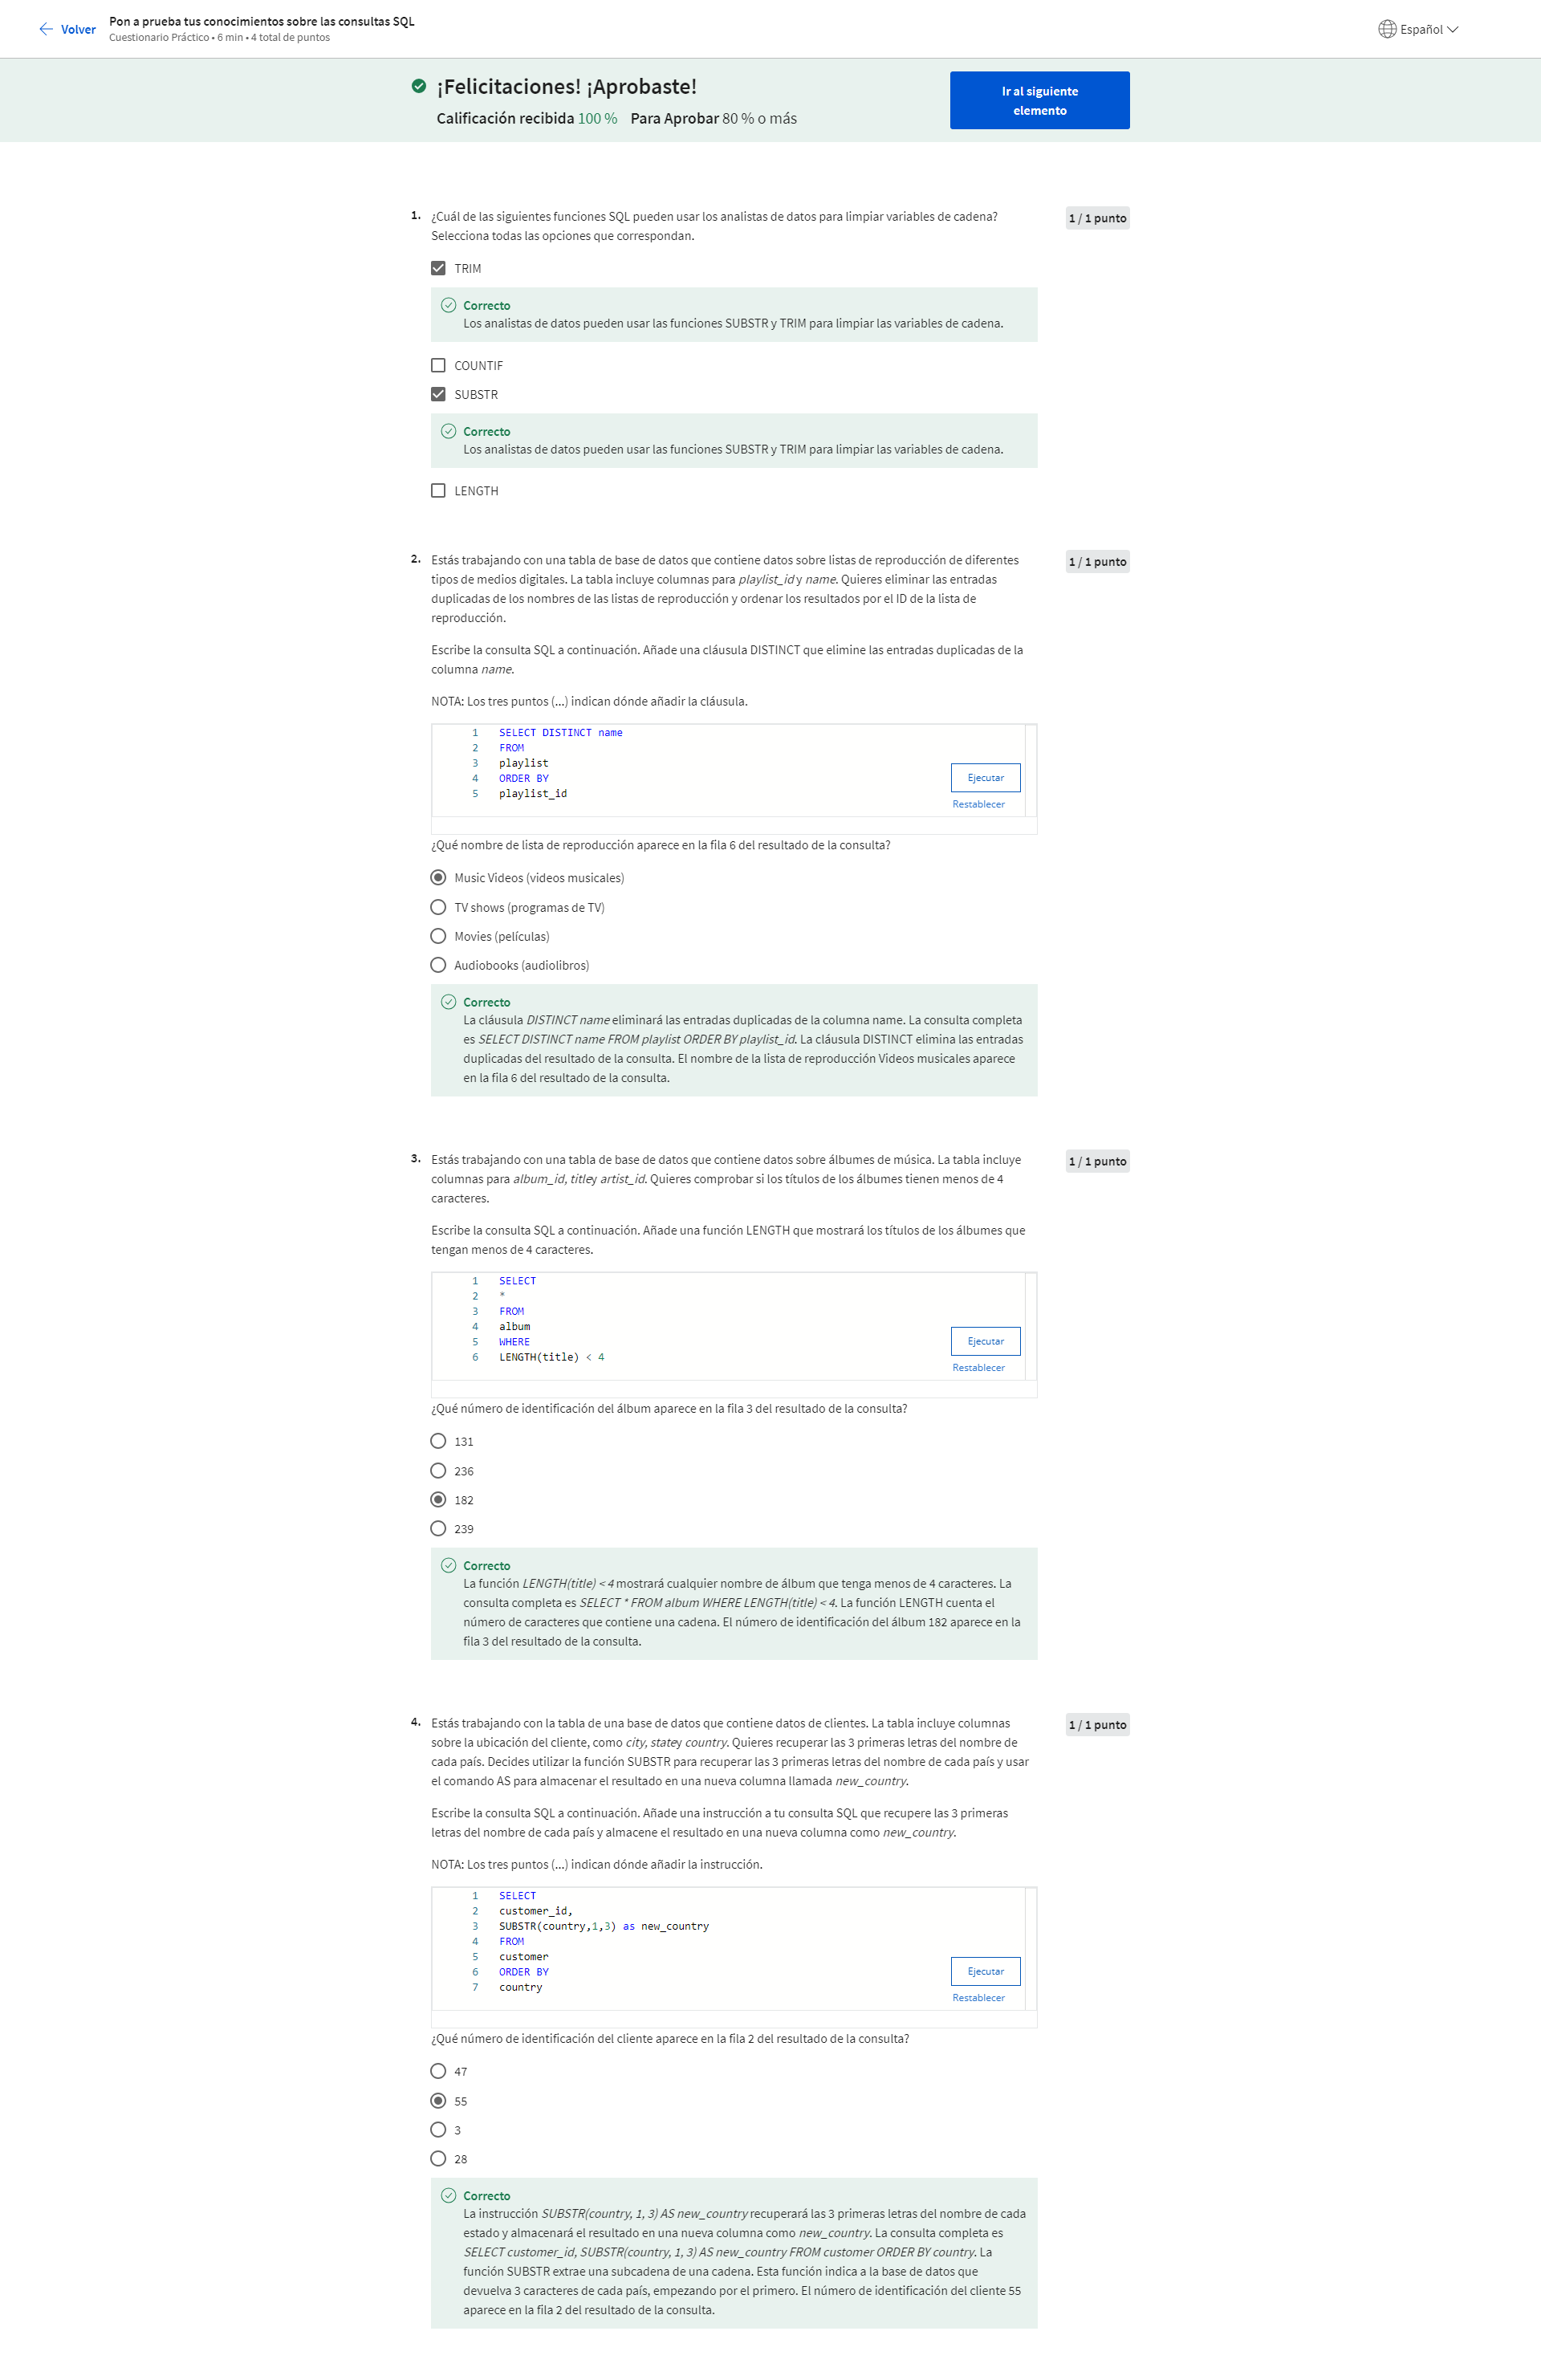 Volver
Pon a prueba tus conocimientos sobre las consultas SQL
Cuestionario Práctico • 6 min • 4 total de puntos
Español
¡Felicitaciones! ¡Aprobaste!
Calificación recibida 100 % Para Aprobar 80 % o más
Ir al siguiente
elemento
1. ¿Cuál de las siguientes funciones SQL pueden usar los analistas de datos para limpiar variables de cadena?
Selecciona todas las opciones que correspondan.
1 / 1 punto
TRIM
Correcto
Los analistas de datos pueden usar las funciones SUBSTR y TRIM para limpiar las variables de cadena.
COUNTIF
SUBSTR
Correcto
Los analistas de datos pueden usar las funciones SUBSTR y TRIM para limpiar las variables de cadena.
LENGTH
2. Estás trabajando con una tabla de base de datos que contiene datos sobre listas de reproducción de diferentes
tipos de medios digitales. La tabla incluye columnas para playlist_id y name. Quieres eliminar las entradas
duplicadas de los nombres de las listas de reproducción y ordenar los resultados por el ID de la lista de
reproducción.
1 / 1 punto
Escribe la consulta SQL a continuación. Añade una cláusula DISTINCT que elimine las entradas duplicadas de la
columna name.
NOTA: Los tres puntos (...) indican dónde añadir la cláusula.
1 SELECT DISTINCT name
2 FROM
3 playlist
4 ORDER BY
5 playlist_id
Ejecutar
Restablecer
¿Qué nombre de lista de reproducción aparece en la fila 6 del resultado de la consulta?
Music Videos (videos musicales)
TV shows (programas de TV)
Movies (películas)
Audiobooks (audiolibros)
Correcto
La cláusula DISTINCT name eliminará las entradas duplicadas de la columna name. La consulta completa
es SELECT DISTINCT name FROM playlist ORDER BY playlist_id. La cláusula DISTINCT elimina las entradas
duplicadas del resultado de la consulta. El nombre de la lista de reproducción Videos musicales aparece
en la fila 6 del resultado de la consulta.
3. Estás trabajando con una tabla de base de datos que contiene datos sobre álbumes de música. La tabla incluye
columnas para album_id, titley artist_id. Quieres comprobar si los títulos de los álbumes tienen menos de 4
caracteres.
1 / 1 punto
Escribe la consulta SQL a continuación. Añade una función LENGTH que mostrará los títulos de los álbumes que
tengan menos de 4 caracteres.
1 SELECT
2 *
3 FROM
4 album
5 WHERE
6 LENGTH(title) < 4
Ejecutar
Restablecer
¿Qué número de identificación del álbum aparece en la fila 3 del resultado de la consulta?
131
236
182
239
Correcto
La función LENGTH(title) < 4 mostrará cualquier nombre de álbum que tenga menos de 4 caracteres. La
consulta completa es SELECT * FROM album WHERE LENGTH(title) < 4. La función LENGTH cuenta el
número de caracteres que contiene una cadena. El número de identificación del álbum 182 aparece en la
fila 3 del resultado de la consulta.
4. Estás trabajando con la tabla de una base de datos que contiene datos de clientes. La tabla incluye columnas
sobre la ubicación del cliente, como city, statey country. Quieres recuperar las 3 primeras letras del nombre de
cada país. Decides utilizar la función SUBSTR para recuperar las 3 primeras letras del nombre de cada país y usar
el comando AS para almacenar el resultado en una nueva columna llamada new_country.
1 / 1 punto
Escribe la consulta SQL a continuación. Añade una instrucción a tu consulta SQL que recupere las 3 primeras
letras del nombre de cada país y almacene el resultado en una nueva columna como new_country.
NOTA: Los tres puntos (...) indican dónde añadir la instrucción.
1 SELECT
2 customer_id,
3 SUBSTR(country,1,3) as new_country
4 FROM
5 customer
6 ORDER BY
7 country
Ejecutar
Restablecer
¿Qué número de identificación del cliente aparece en la fila 2 del resultado de la consulta?
47
55
3
28
Correcto
La instrucción SUBSTR(country, 1, 3) AS new_country recuperará las 3 primeras letras del nombre de cada
estado y almacenará el resultado en una nueva columna como new_country. La consulta completa es
SELECT customer_id, SUBSTR(country, 1, 3) AS new_country FROM customer ORDER BY country. La
función SUBSTR extrae una subcadena de una cadena. Esta función indica a la base de datos que
devuelva 3 caracteres de cada país, empezando por el primero. El número de identificación del cliente 55
aparece en la fila 2 del resultado de la consulta.